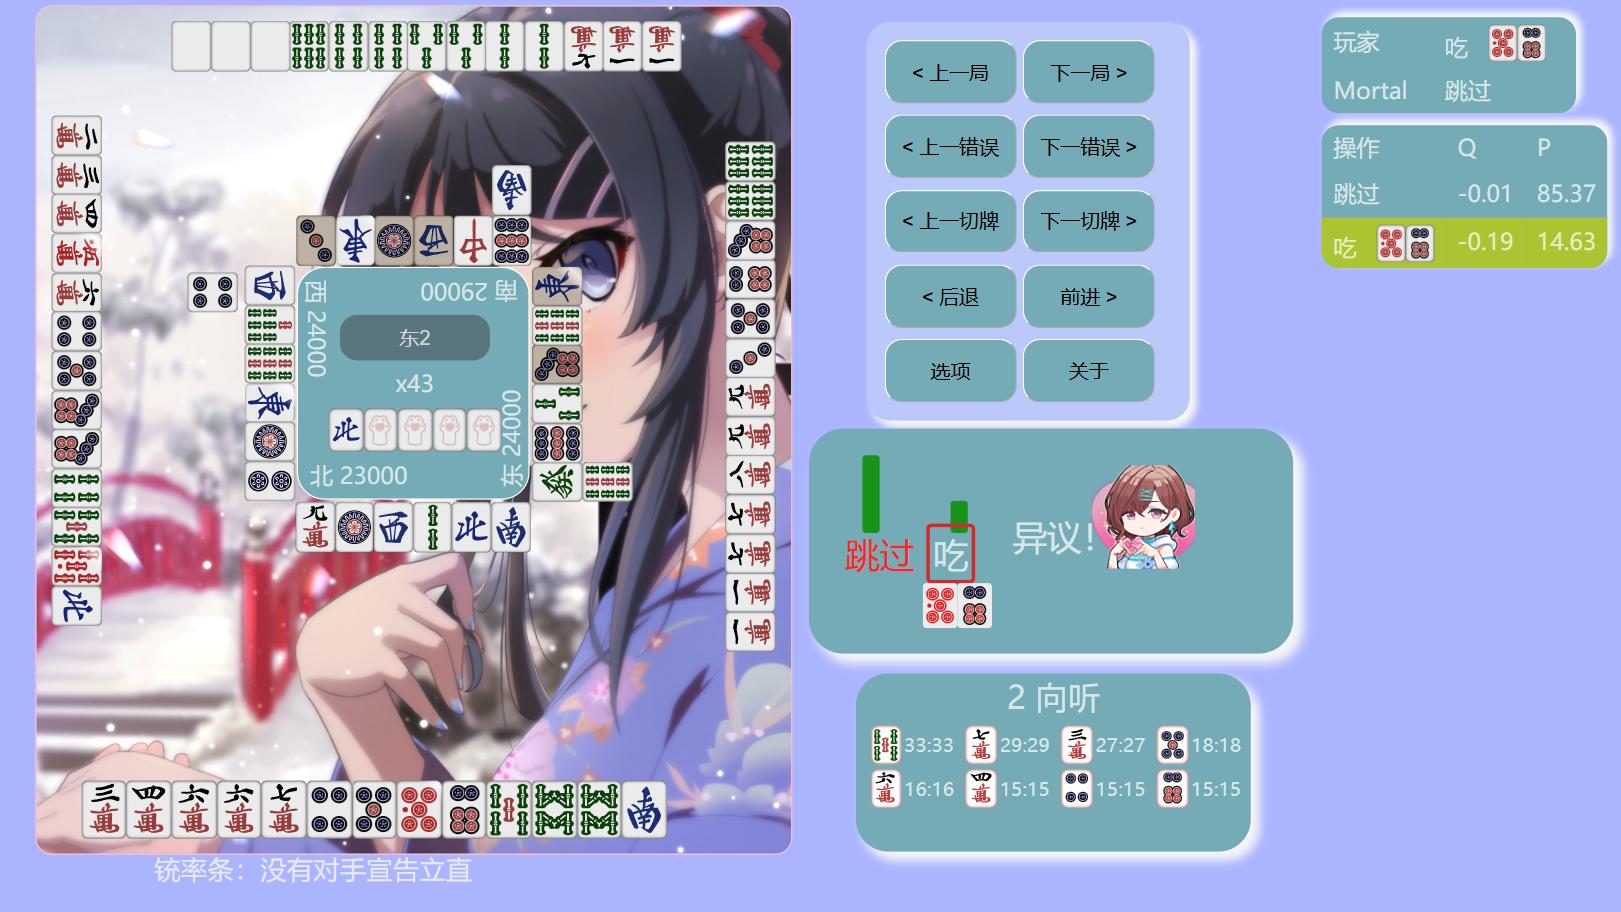 西 24000
南 29000
东2
x43
东 24000
北 23000
铳率条：没有对手宣告立直
< 上一局
下一局 >
< 上一错误
下一错误 >
< 上一切牌
下一切牌 >
< 后退
前进 >
选项
关于
跳过
吃
异议!
2 向听
33:33
29:29
27:27
18:18
16:16
15:15
15:15
15:15
玩家 吃
Mortal 跳过
操作 Q P
跳过 -0.01 85.37
吃 -0.19 14.63